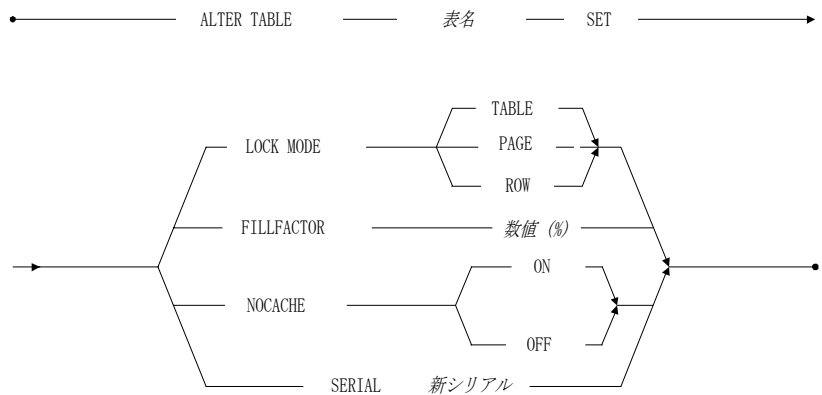 ALTER TABLE 表名 SET
TABLE
LOCK MODE PAGE
ROW
FILLFACTOR 数値 (%)
ON
NOCACHE
OFF
SERIAL 新シリアル